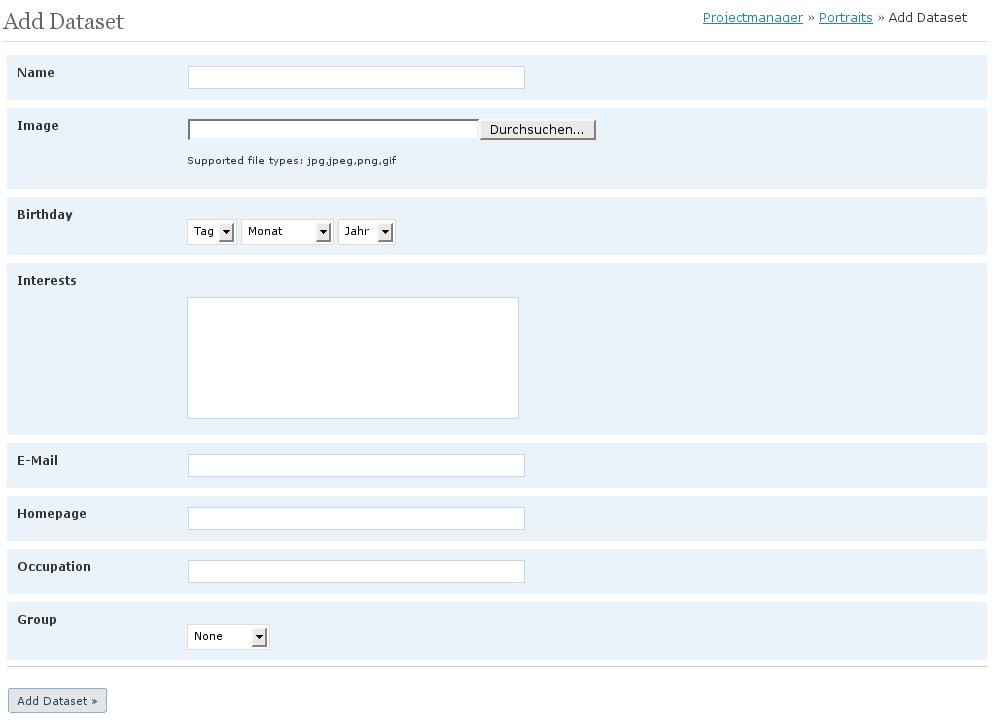 Add Dataset
Projectmanager » Portraits » Add Dataset
Name
Image
Durchsuchen...
Supported file types: jpg,jpeg,png,gif
Birthday
Tag Monat Jahr
Interests
E-Mail
Homepage
Occupation
Group
None
Add Dataset »